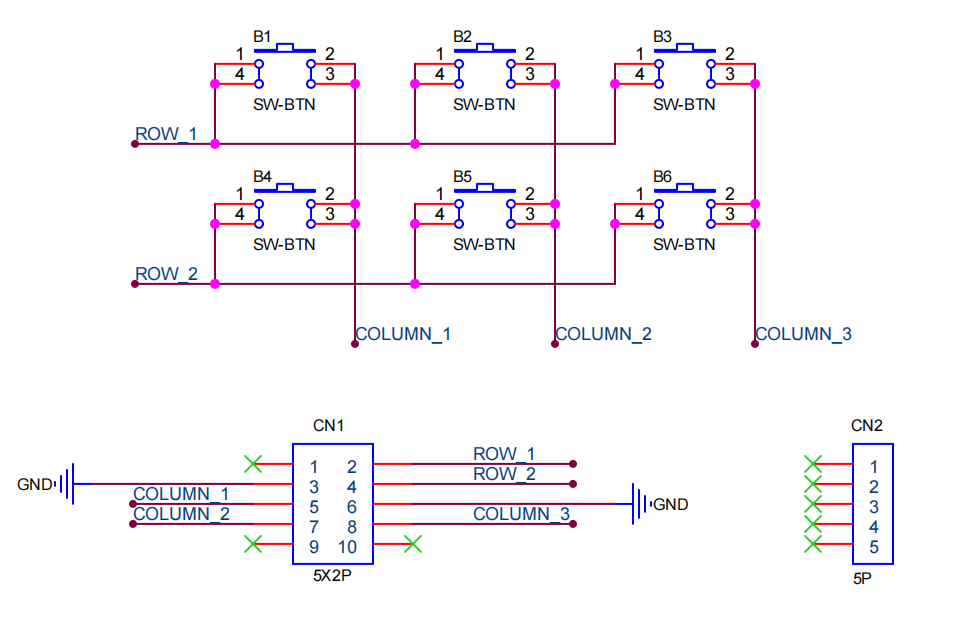 B1 B2 B3
1 2 1 2 1 2
4 3 4 3 4 3
SW-BTN SW-BTN SW-BTN
ROW_1
B4 B5 B6
1 2 1 2 1 2
4 3 4 3 4 3
SW-BTN SW-BTN SW-BTN
ROW_2
COLUMN_1 COLUMN_2 COLUMN_3
CN1 CN2
ROW_1
1 2 1
ROW_2
GND 3 4 2
COLUMN_1 5 6 GND 3
COLUMN_2 7 8 COLUMN_3 4
9 10 5
5X2P 5P